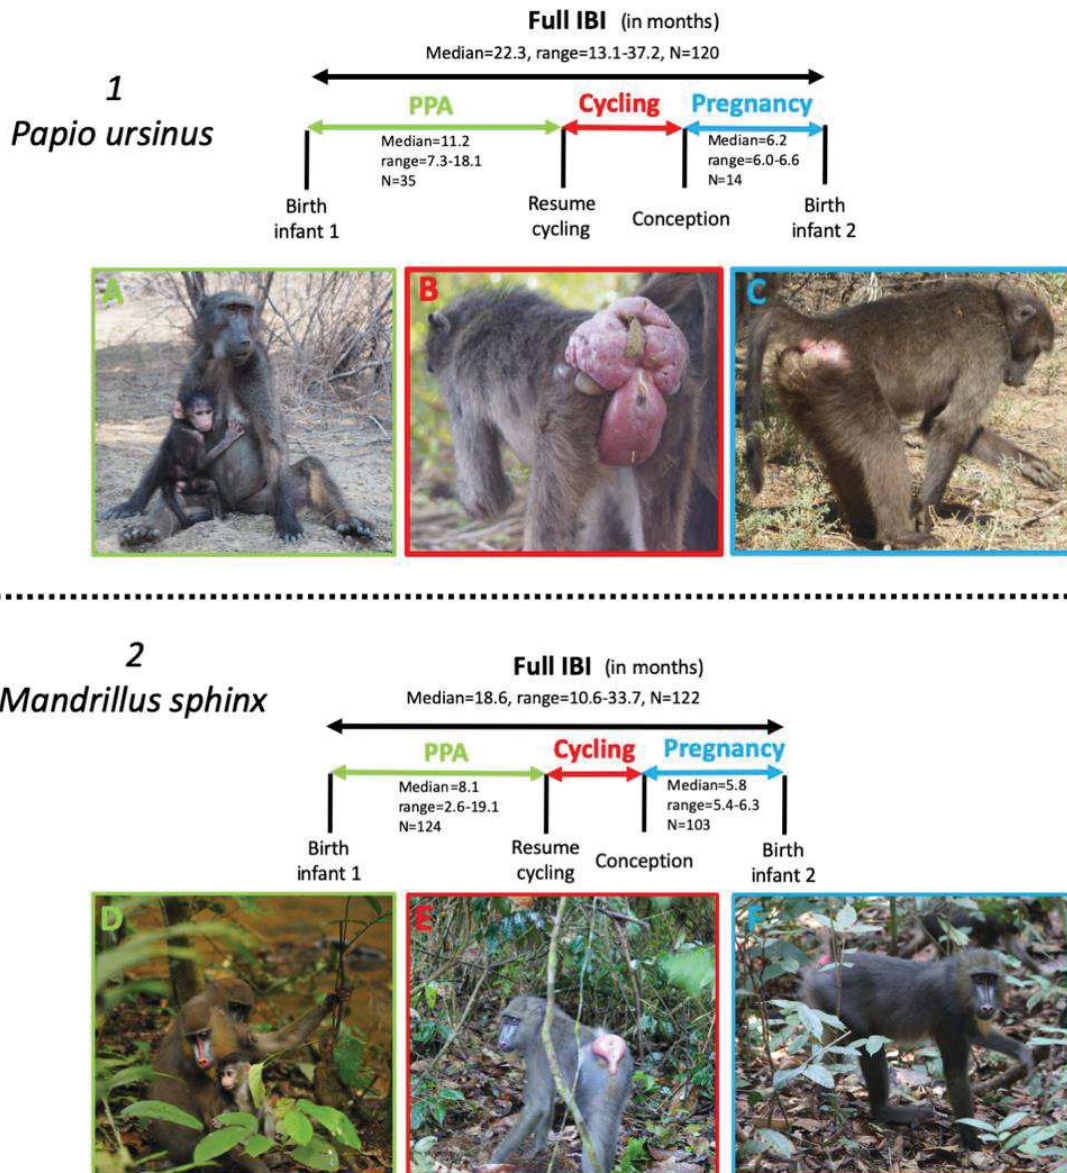 Full IBI (in months)
Median=22.3, range=13.1-37.2, N=120
1
Papio ursinus
PPA
Cycling
Pregnancy
Median=11.2
range=7.3-18.1
N=35
Median=6.2
range=6.0-6.6
N=14
Birth
infant 1
Resume
cycling
Conception
Birth
infant 2
A
B
C
2
Mandrillus sphinx
Full IBI (in months)
Median=18.6, range=10.6-33.7, N=122
PPA
Cycling
Pregnancy
Median=8.1
range=2.6-19.1
N=124
Median=5.8
range=5.4-6.3
N=103
Birth
infant 1
Resume
cycling
Conception
Birth
infant 2
D
E
F